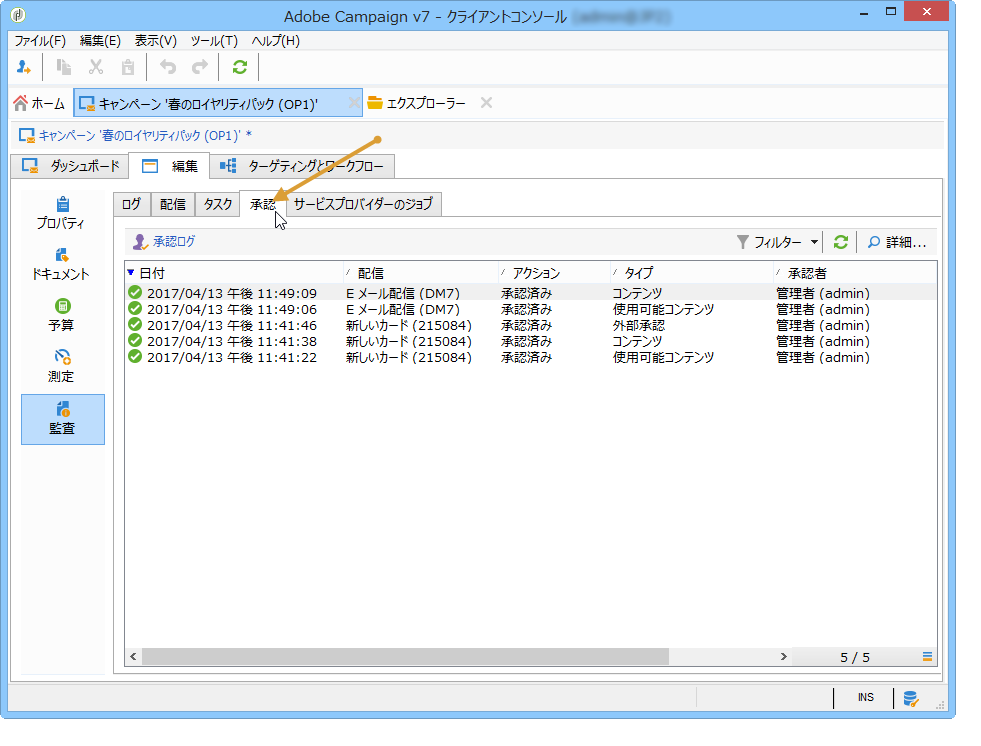 Adobe Campaign v7 - クライアントコンソール
ファイル(F) 編集(E) 表示(V) ツール(T) ヘルプ(H)
ホーム キャンペーン '春のロイヤリティパック (OP1)' エクスプローラー
キャンペーン '春のロイヤリティパック (OP1)' *
ダッシュボード 編集 ターゲティングとワークフロー
プロパティ
ドキュメント
予算
測定
監査
ログ 配信 タスク 承認 サービスプロバイダーのジョブ
承認ログ フィルター 詳細...
日付 配信 アクション タイプ 承認者
2017/04/13 午後 11:49:09 E メール配信 (DM7) 承認済み コンテンツ 管理者 (admin)
2017/04/13 午後 11:49:06 E メール配信 (DM7) 承認済み 使用可能コンテンツ 管理者 (admin)
2017/04/13 午後 11:41:46 新しいカード (215084) 承認済み 外部承認 管理者 (admin)
2017/04/13 午後 11:41:38 新しいカード (215084) 承認済み コンテンツ 管理者 (admin)
2017/04/13 午後 11:41:22 新しいカード (215084) 承認済み 使用可能コンテンツ 管理者 (admin)
5 / 5
INS